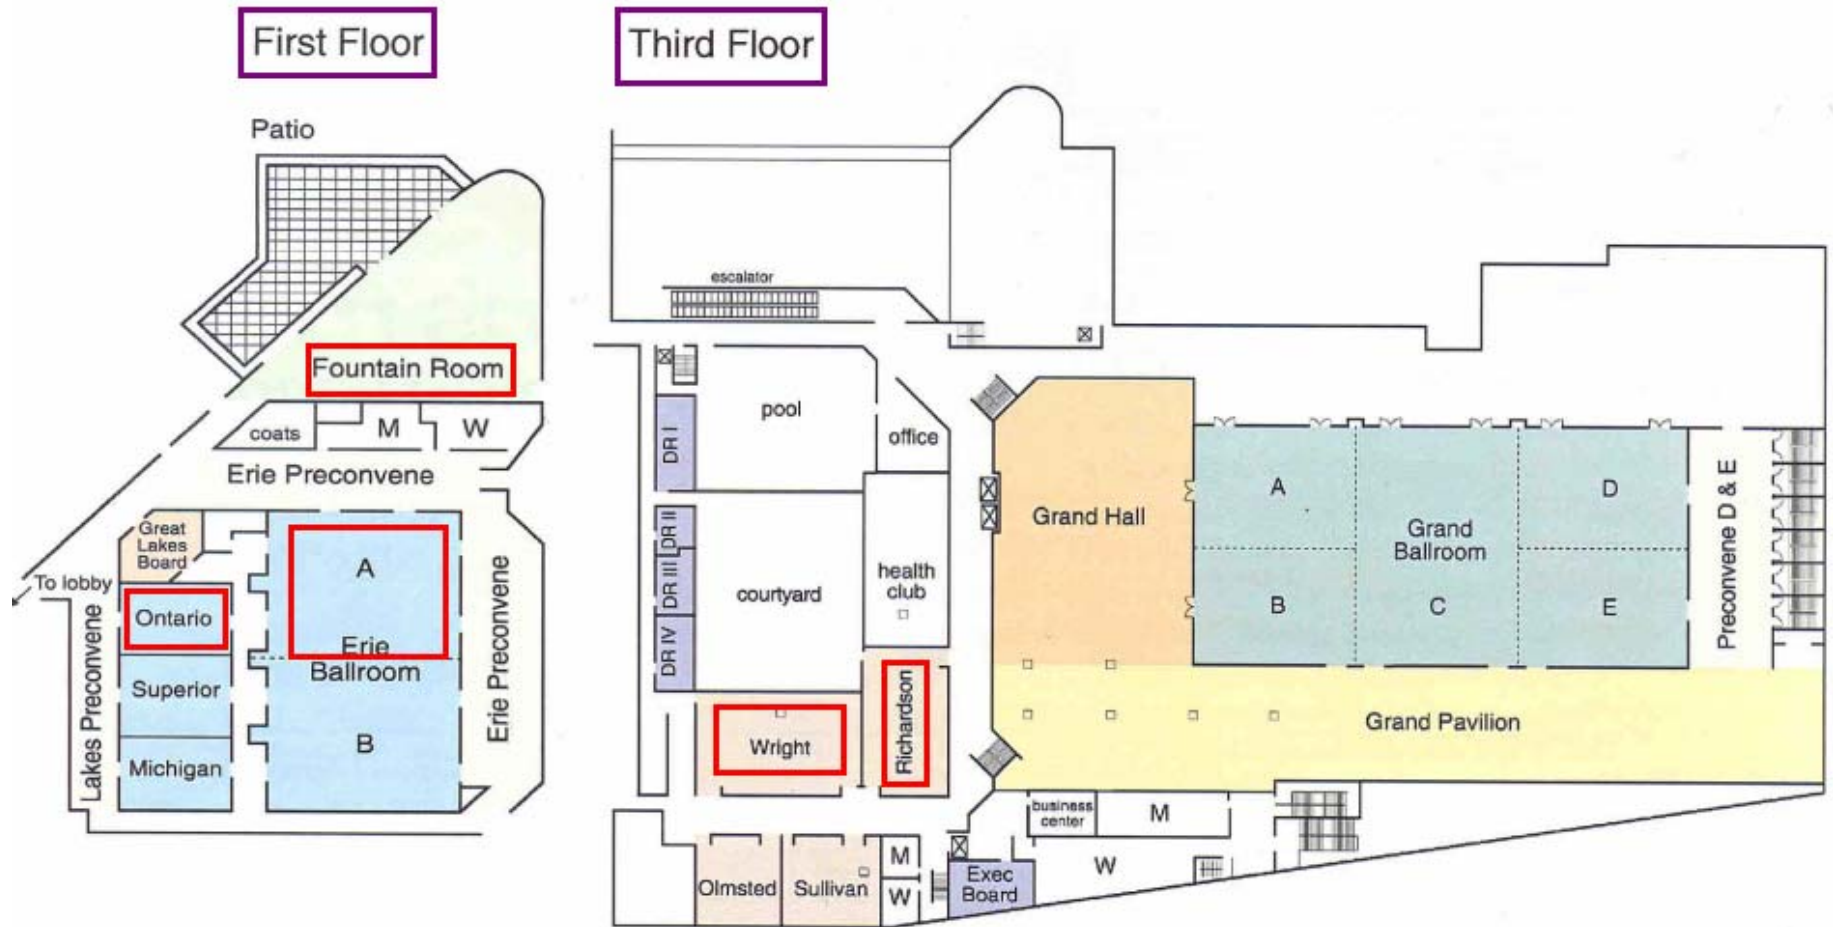 First Floor
Third Floor
Patio
Fountain Room
coats
M
W
Erie Preconvene
Great
Lakes
Board
To lobby
Ontario
Superior
Michigan
Lakes Preconvene
A
Erie
Ballroom
B
Erie Preconvene
escalator
pool
office
DR I
DR II
DR III
DR IV
courtyard
health
club
Wright
Richardson
Olmsted
Sullivan
M
W
Exec
Board
Grand Hall
A
B
Grand
Ballroom
C
D
E
Preconvene D & E
Grand Pavilion
business
center
M
W